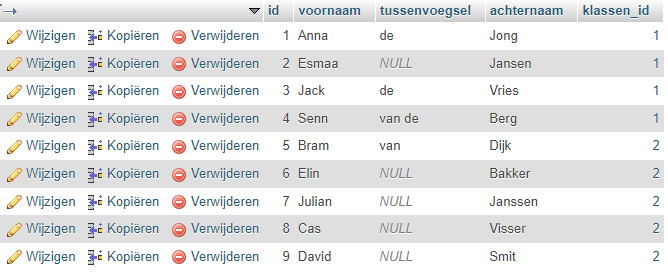 id voornaam tussenvoegsel achternaam klassen_id
Wijzigen Kopiëren Verwijderen 1 Anna de Jong 1
Wijzigen Kopiëren Verwijderen 2 Esmaa NULL Jansen 1
Wijzigen Kopiëren Verwijderen 3 Jack de Vries 1
Wijzigen Kopiëren Verwijderen 4 Senn van de Berg 1
Wijzigen Kopiëren Verwijderen 5 Bram van Dijk 2
Wijzigen Kopiëren Verwijderen 6 Elin NULL Bakker 2
Wijzigen Kopiëren Verwijderen 7 Julian NULL Janssen 2
Wijzigen Kopiëren Verwijderen 8 Cas NULL Visser 2
Wijzigen Kopiëren Verwijderen 9 David NULL Smit 2